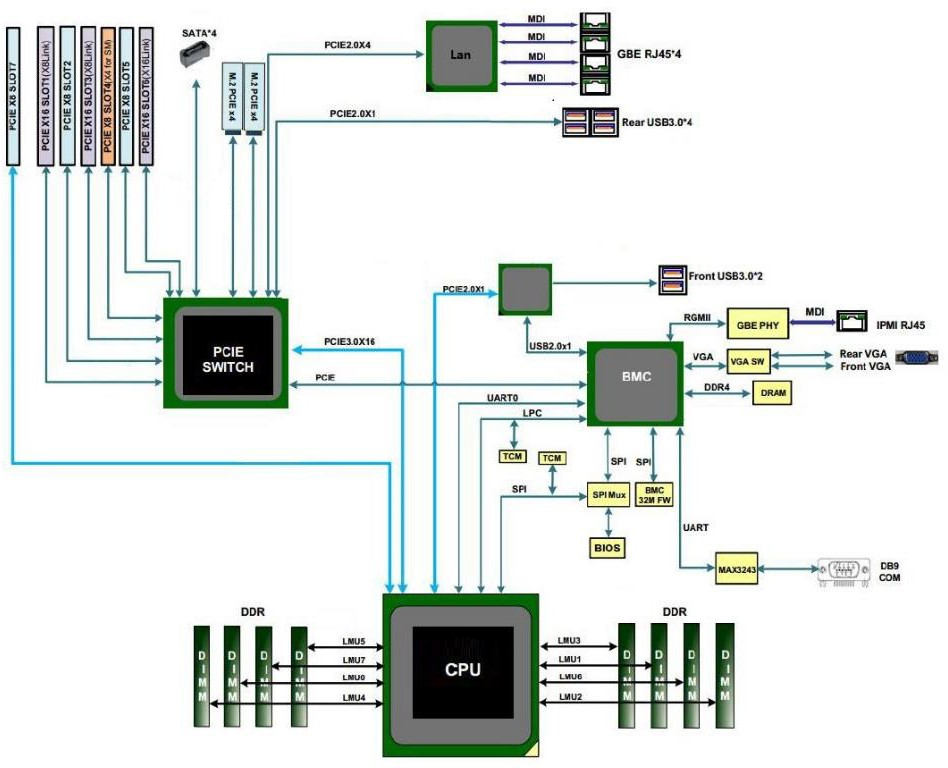 PCIE X8 SLOT7
PCIE X16 SLOT1(X8Link)
PCIE X8 SLOT2
PCIE X16 SLOT3(X8Link)
PCIE X8 SLOT4(X4 for SM)
PCIE X8 SLOT5
PCIE X16 SLOT6(X16Link)
SATA*4
M.2 PCIE x4
M.2 PCIE x4
PCIE2.0X4
Lan
MDI
MDI
MDI
MDI
GBE RJ45*4
PCIE2.0X1
Rear USB3.0*4
PCIE2.0X1
Front USB3.0*2
USB2.0x1
RGMII
GBE PHY
MDI
IPMI RJ45
PCIE
SWITCH
PCIE3.0X16
PCIE
BMC
VGA
VGA SW
Rear VGA
Front VGA
DDR4
DRAM
UART0
LPC
TCM
TCM
SPI
SPI
SPI
SPI Mux
BMC
32M FW
BIOS
UART
MAX3243
DB9
COM
DDR
DDR
DIMM
DIMM
DIMM
DIMM
LMU5
LMU7
LMU0
LMU4
CPU
LMU3
LMU1
LMU6
LMU2
DIMM
DIMM
DIMM
DIMM